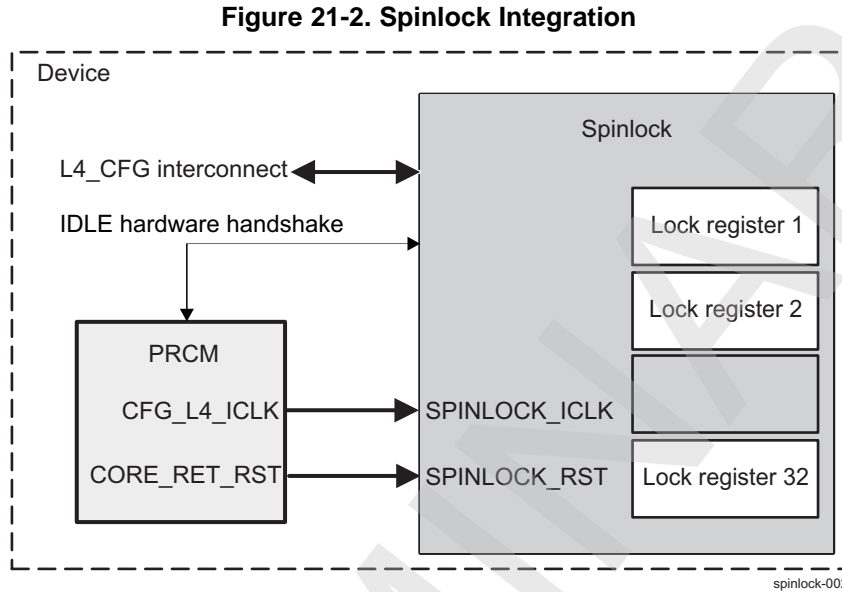 Figure 21-2. Spinlock Integration
Device
Spinlock
L4_CFG interconnect
IDLE hardware handshake
Lock register 1
Lock register 2
PRCM
CFG_L4_ICLK
SPINLOCK_ICLK
CORE_RET_RST
SPINLOCK_RST
Lock register 32